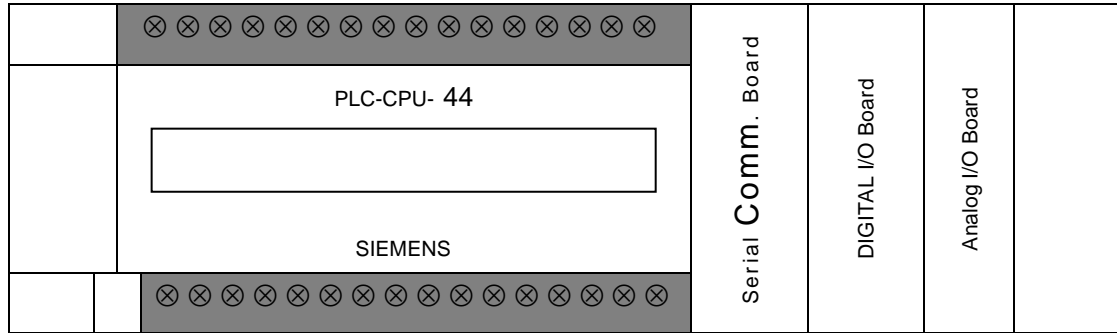 PLC-CPU- 44
SIEMENS
Serial Comm. Board
DIGITAL I/O Board
Analog I/O Board